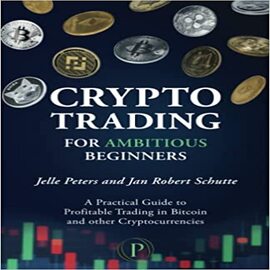 CRYPTO
TRADING
FOR AMBITIOUS
BEGINNERS
Jelle Peters and Jan Robert Schutte
A Practical Guide to
Profitable Trading in Bitcoin
and other Cryptocurrencies
P